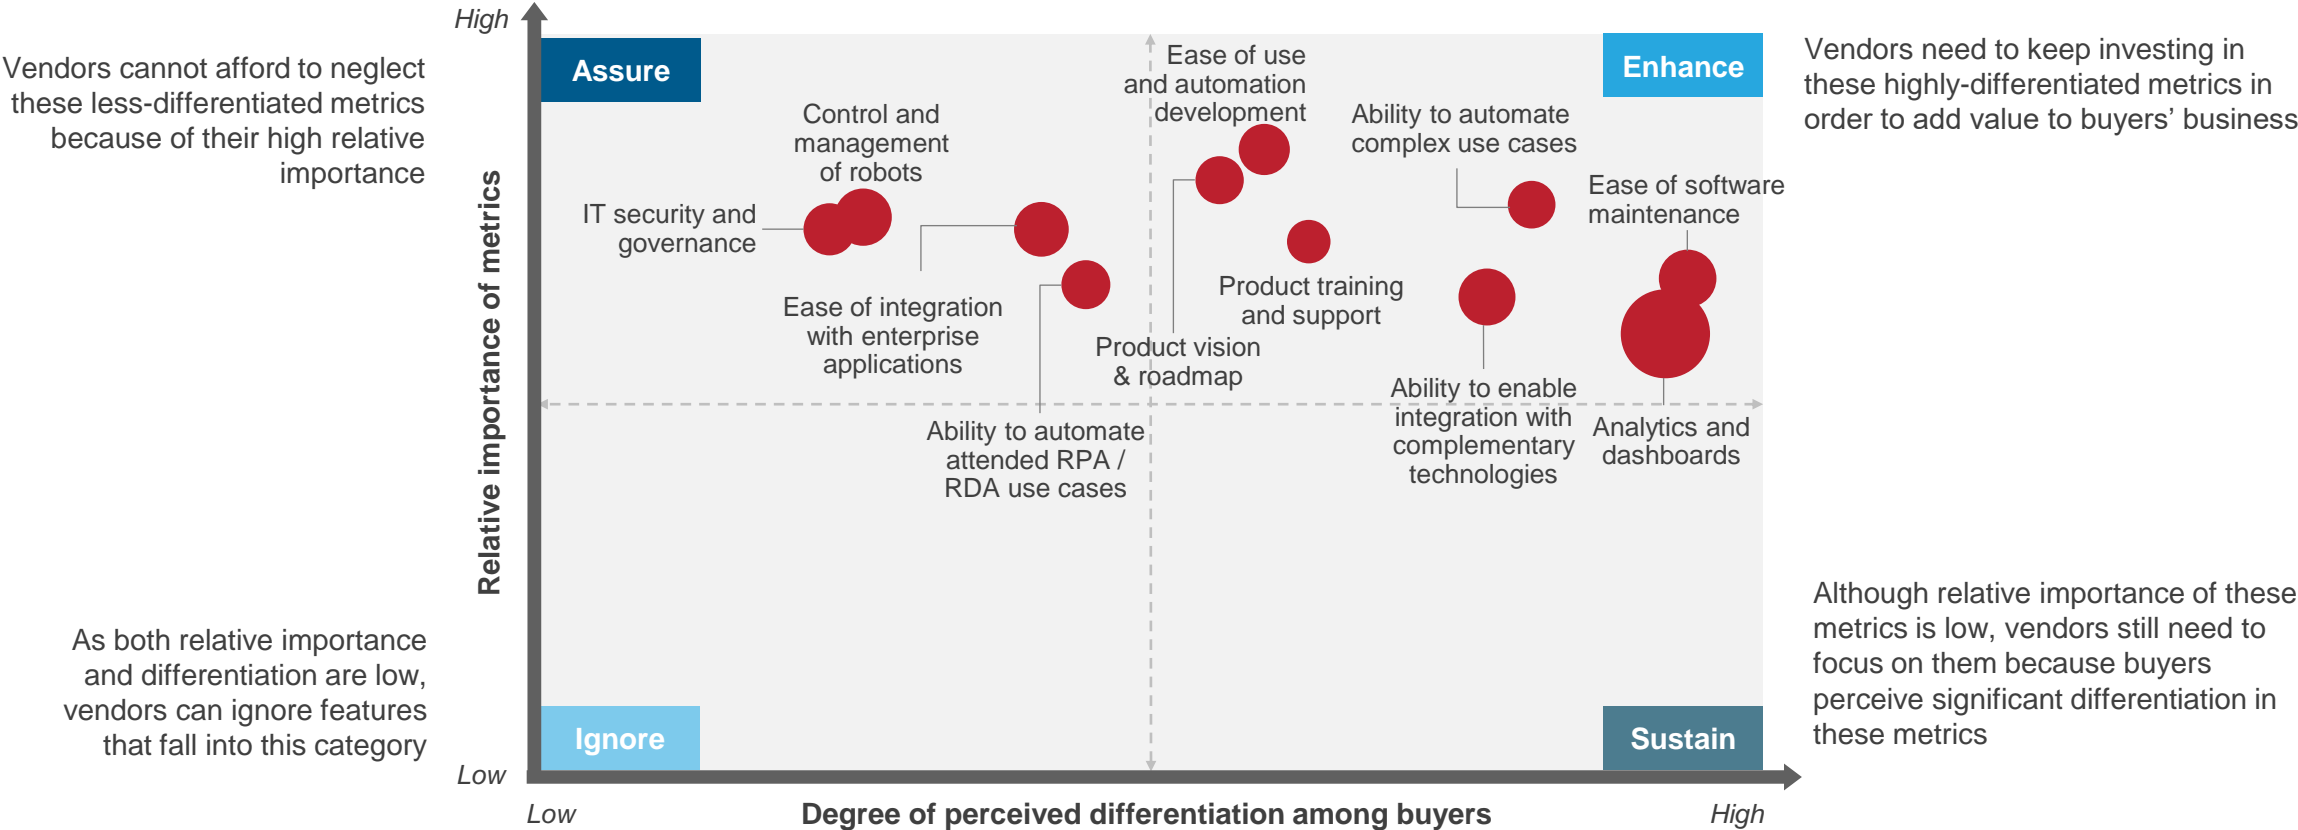 High
Vendors cannot afford to neglect
these less-differentiated metrics
because of their high relative
importance
Assure
Enhance
Vendors need to keep investing in
these highly-differentiated metrics in
order to add value to buyers’ business
Control and
management
of robots
IT security and
governance
Ease of integration
with enterprise
applications
Ability to automate
attended RPA /
RDA use cases
Ease of use
and automation
development
Product vision
& roadmap
Product training
and support
Ability to automate
complex use cases
Ability to enable
integration with
complementary
technologies
Ease of software
maintenance
Analytics and
dashboards
Relative importance of metrics
As both relative importance
and differentiation are low,
vendors can ignore features
that fall into this category
Ignore
Sustain
Although relative importance of these
metrics is low, vendors still need to
focus on them because buyers
perceive significant differentiation in
these metrics
Low
Low
Degree of perceived differentiation among buyers
High